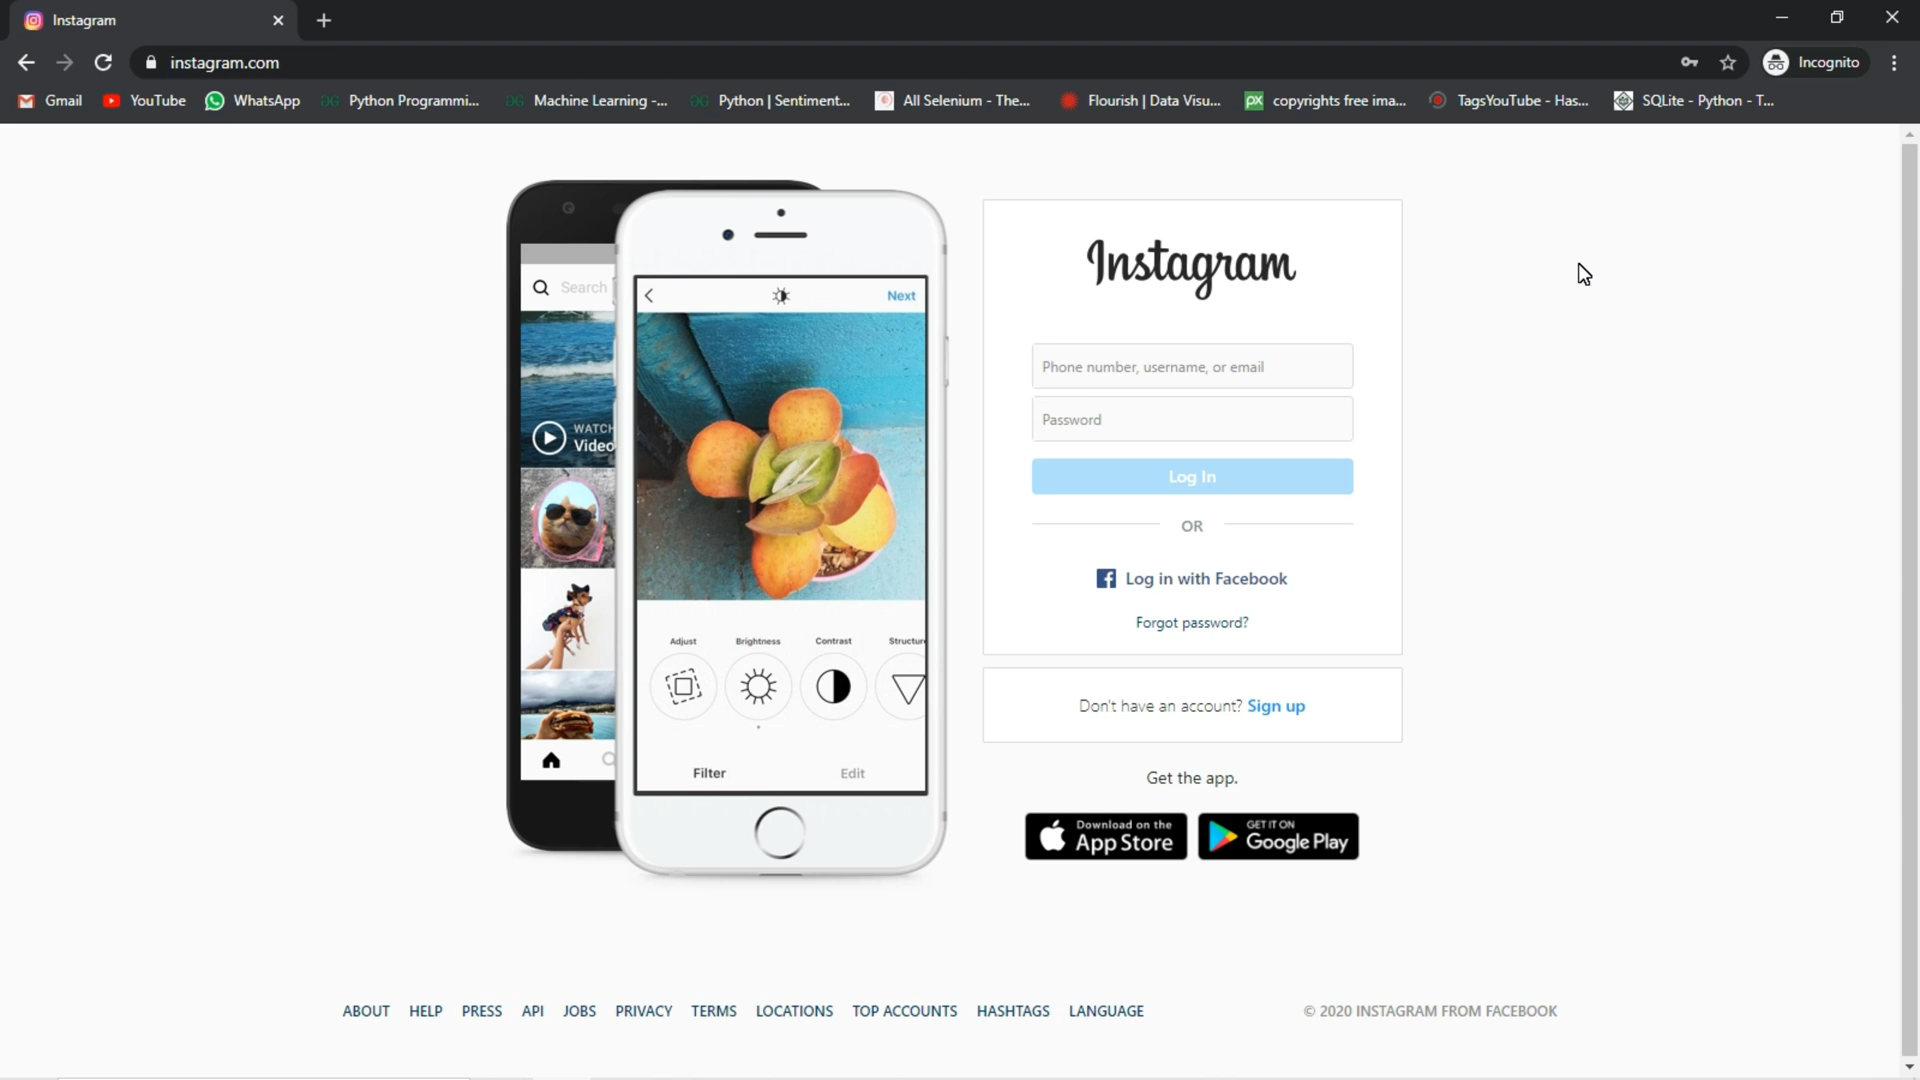 Instagram
instagram.com
Incognito
Gmail YouTube WhatsApp Python Programmi... Machine Learning -... Python | Sentiment... All Selenium - The... Flourish | Data Visu... copyrights free ima... TagsYouTube - Has... SQLite - Python - T...
Search
WATCH
Video
Next
Adjust Brightness Contrast Structure
Filter Edit
Instagram
Phone number, username, or email
Password
Log In
OR
Log in with Facebook
Forgot password?
Don't have an account? Sign up
Get the app.
Download on the
App Store
GET IT ON
Google Play
ABOUT HELP PRESS API JOBS PRIVACY TERMS LOCATIONS TOP ACCOUNTS HASHTAGS LANGUAGE
© 2020 INSTAGRAM FROM FACEBOOK